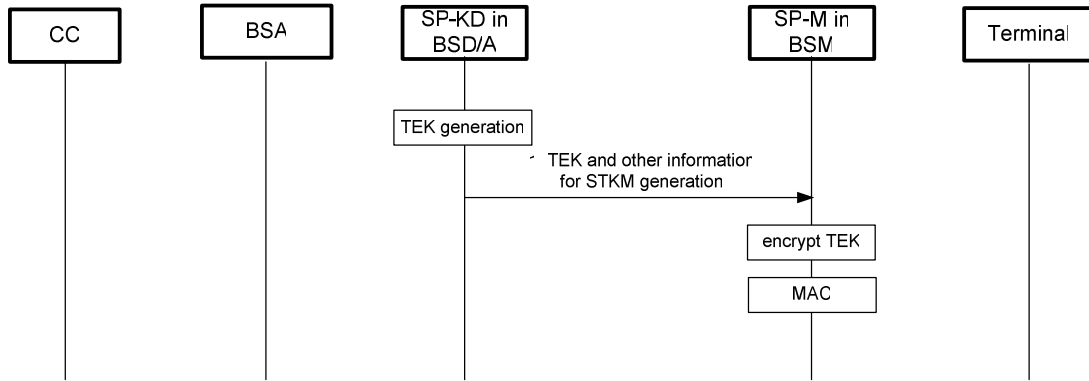 CC
BSA
SP-KD in
BSD/A
SP-M in
BSM
Terminal
TEK generation
TEK and other information
for STKM generation
encrypt TEK
MAC